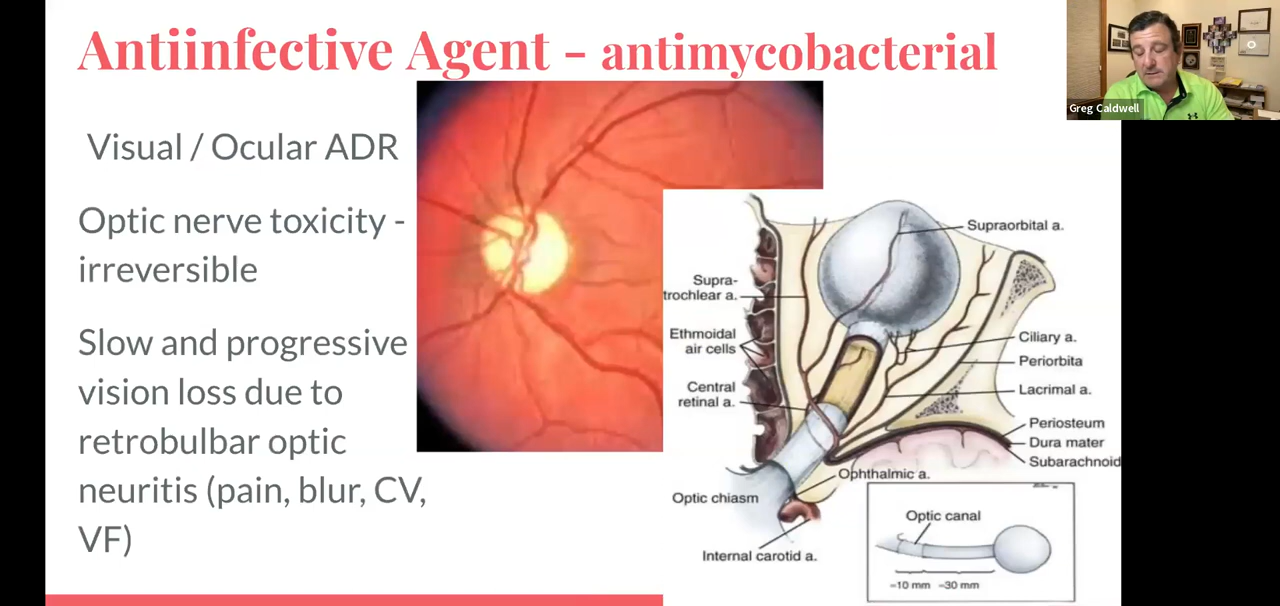 Antiinfective Agent - antimycobacterial
Greg Caldwell
Visual / Ocular ADR
Optic nerve toxicity -
irreversible
Slow and progressive
vision loss due to
retrobulbar optic
neuritis (pain, blur, CV,
VF)
Supraorbital a.
Supra-
trochlear a.
Ethmoidal
air cells
Central
retinal a.
Ciliary a.
Periorbita
Lacrimal a.
Periosteum
Dura mater
Subarachnoid
Ophthalmic a.
Optic chiasm
Internal carotid a.
Optic canal
~10 mm ~30 mm